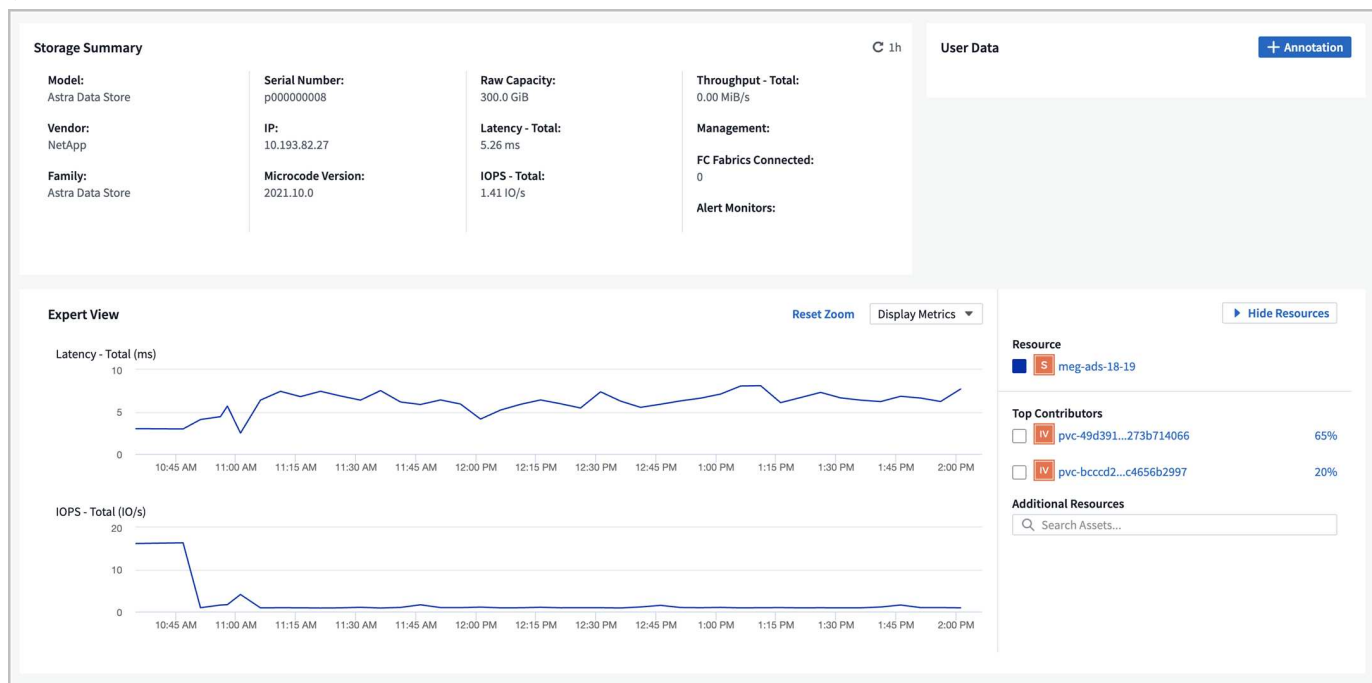 Storage Summary
1h
Model:
Astra Data Store
Vendor:
NetApp
Family:
Astra Data Store
Serial Number:
p000000008
IP:
10.193.82.27
Microcode Version:
2021.10.0
Raw Capacity:
300.0 GiB
Latency - Total:
5.26 ms
IOPS - Total:
1.41 IO/s
Throughput - Total:
0.00 MiB/s
Management:
FC Fabrics Connected:
0
Alert Monitors:
User Data
+ Annotation
Expert View
Reset Zoom
Display Metrics
Latency - Total (ms)
10
5
0
10:45 AM 11:00 AM 11:15 AM 11:30 AM 11:45 AM 12:00 PM 12:15 PM 12:30 PM 12:45 PM 1:00 PM 1:15 PM 1:30 PM 1:45 PM 2:00 PM
IOPS - Total (IO/s)
20
10
0
10:45 AM 11:00 AM 11:15 AM 11:30 AM 11:45 AM 12:00 PM 12:15 PM 12:30 PM 12:45 PM 1:00 PM 1:15 PM 1:30 PM 1:45 PM 2:00 PM
Hide Resources
Resource
S meg-ads-18-19
Top Contributors
IV pvc-49d391...273b714066 65%
IV pvc-bcccd2...c4656b2997 20%
Additional Resources
Search Assets...